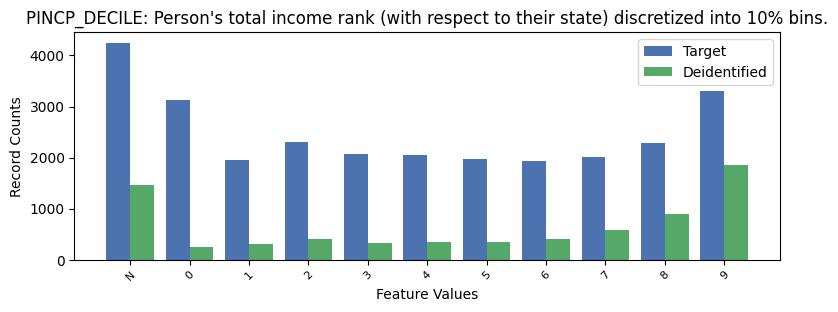 PINCP_DECILE: Person's total income rank (with respect to their state) discretized into 10% bins.
Target
Deidentified
Record Counts
4000
3000
2000
1000
0
N 0 1 2 3 4 5 6 7 8 9
Feature Values